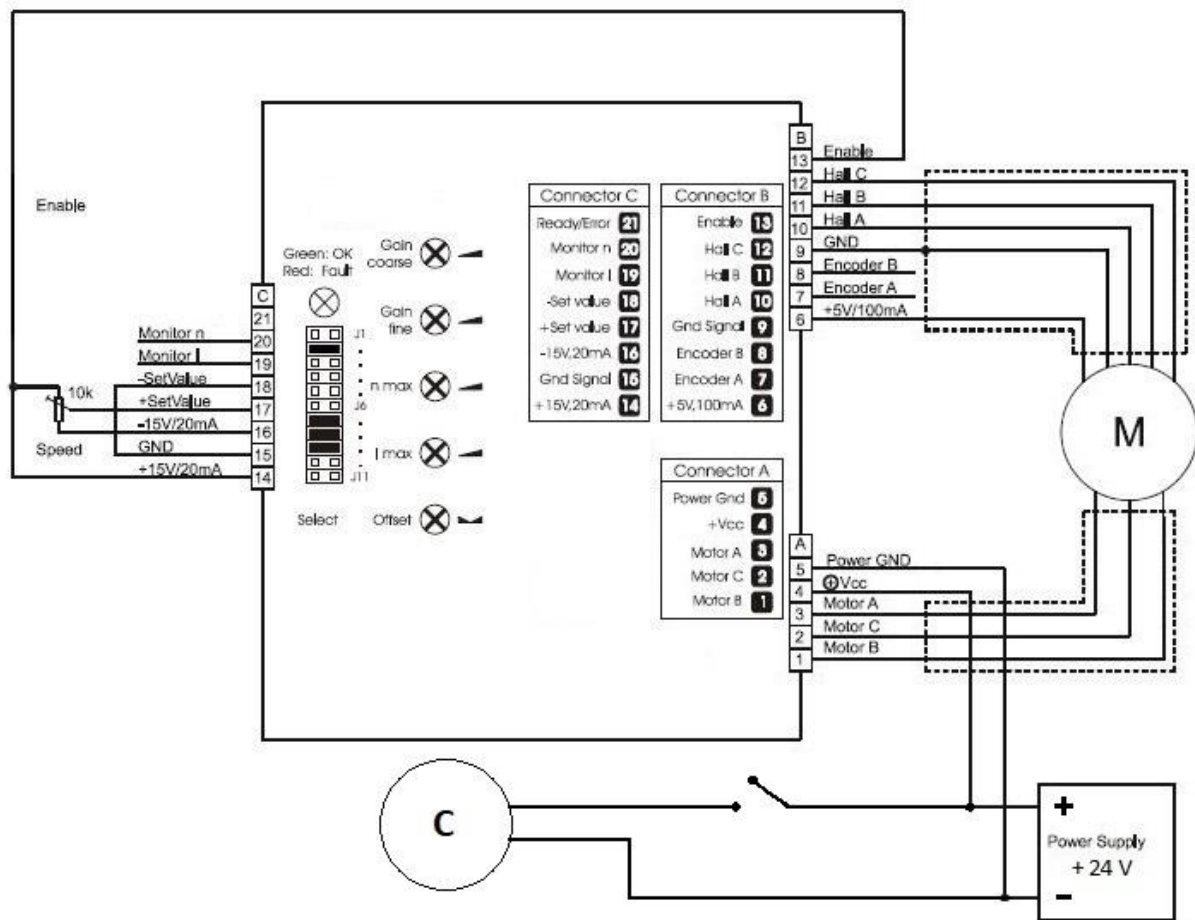 B
13 Enable
12 Hall C
11 Hall B
10 Hall A
9 GND
8 Encoder B
7 Encoder A
6 +5V/100mA
Enable
Connector C
Ready/Error 21
Monitor n 20
Monitor I 19
-Set value 18
+Set value 17
-15V,20mA 16
Gnd Signal 15
+15V,20mA 14
Connector B
Enable 13
Hall C 12
Hall B 11
Hall A 10
Gnd Signal 9
Encoder B 8
Encoder A 7
+5V,100mA 6
Green: OK
Red: Fault
Gain
coarse
Gain
fine
n max
I max
Offset
J1
J6
J11
Select
C
21
Monitor n 20
Monitor I 19
-SetValue 18
+SetValue 17
-15V/20mA 16
GND 15
+15V/20mA 14
10k
Speed
M
Connector A
Power Gnd 5
+Vcc 4
Motor A 3
Motor C 2
Motor B 1
A
5 Power GND
4 +Vcc
3 Motor A
2 Motor C
1 Motor B
C
+
Power Supply
+ 24 V
-